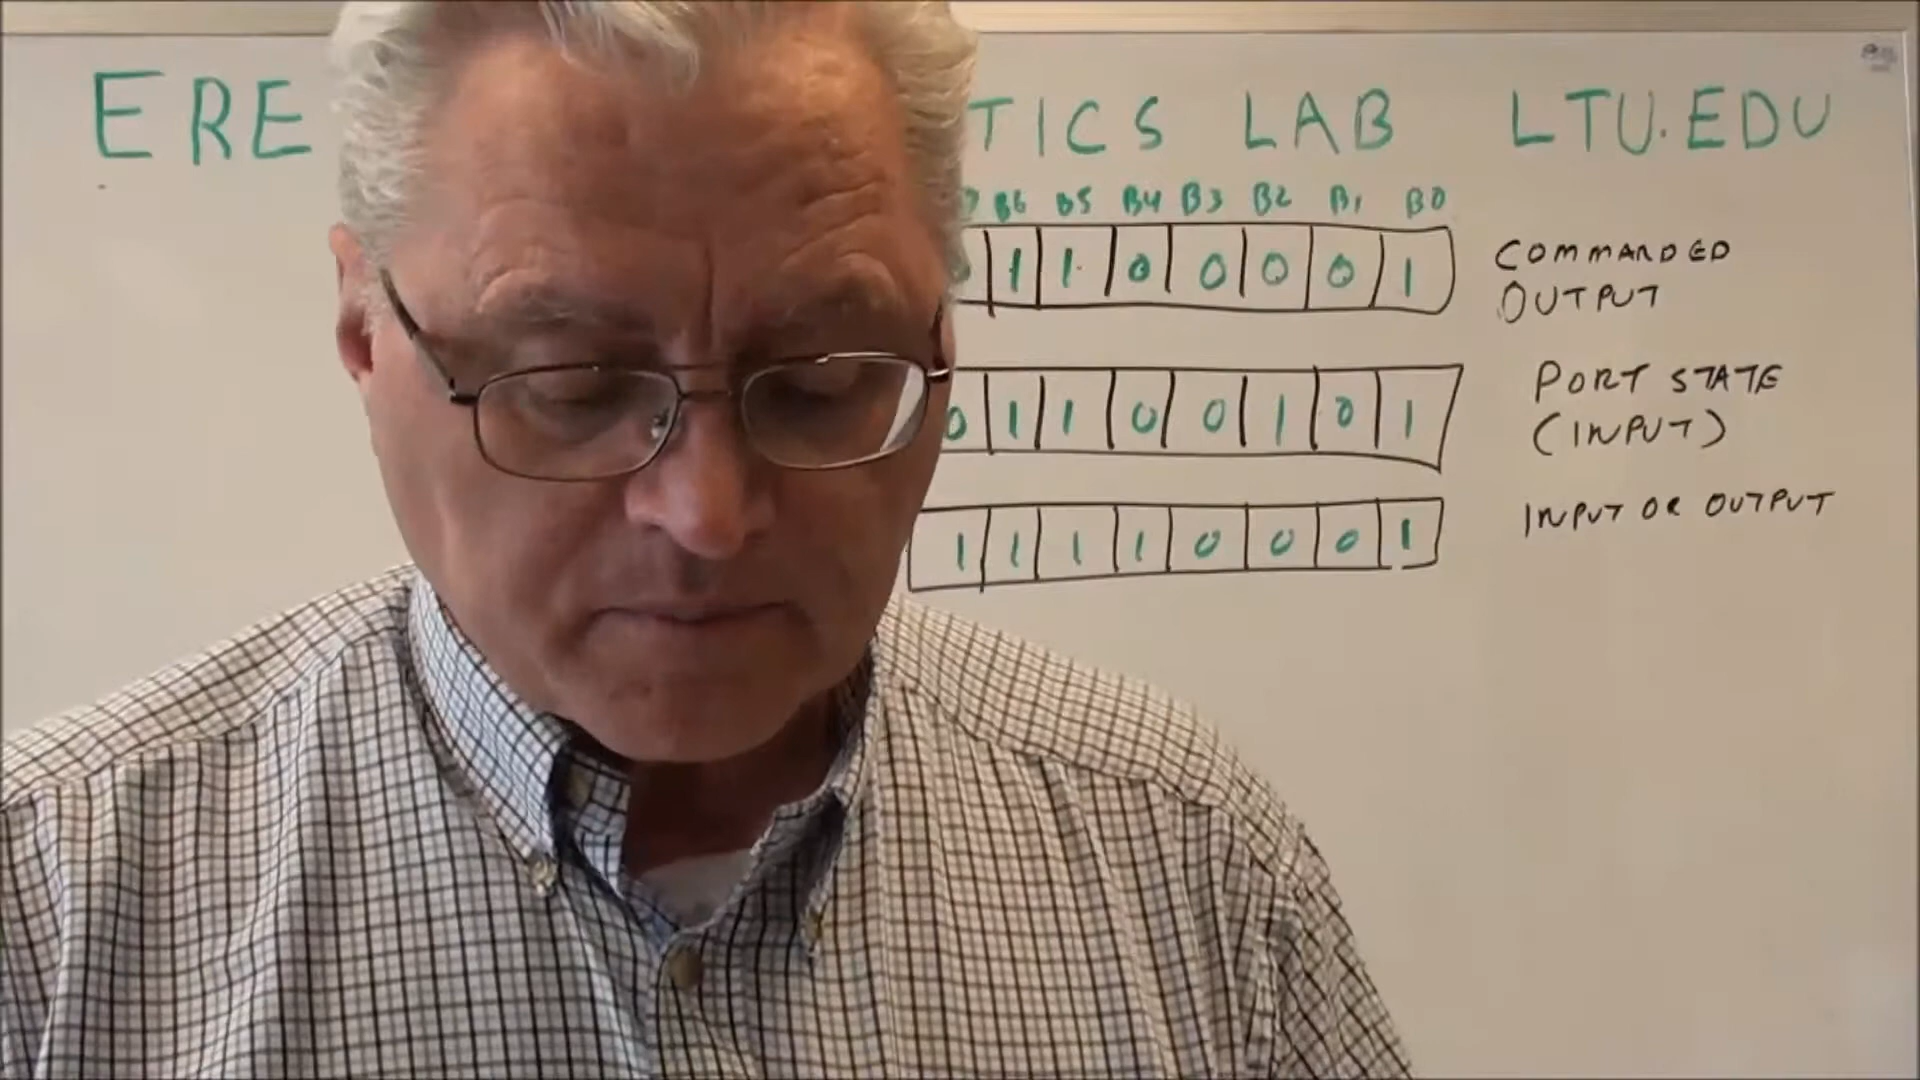 ERE TICS LAB LTU.EDU
B6 B5 B4 B3 B2 B1 B0
1 1 0 0 0 0 1 COMMANDED
OUTPUT
0 1 1 0 0 1 0 1 PORT STATE
(INPUT)
1 1 1 1 0 0 0 1 INPUT OR OUTPUT